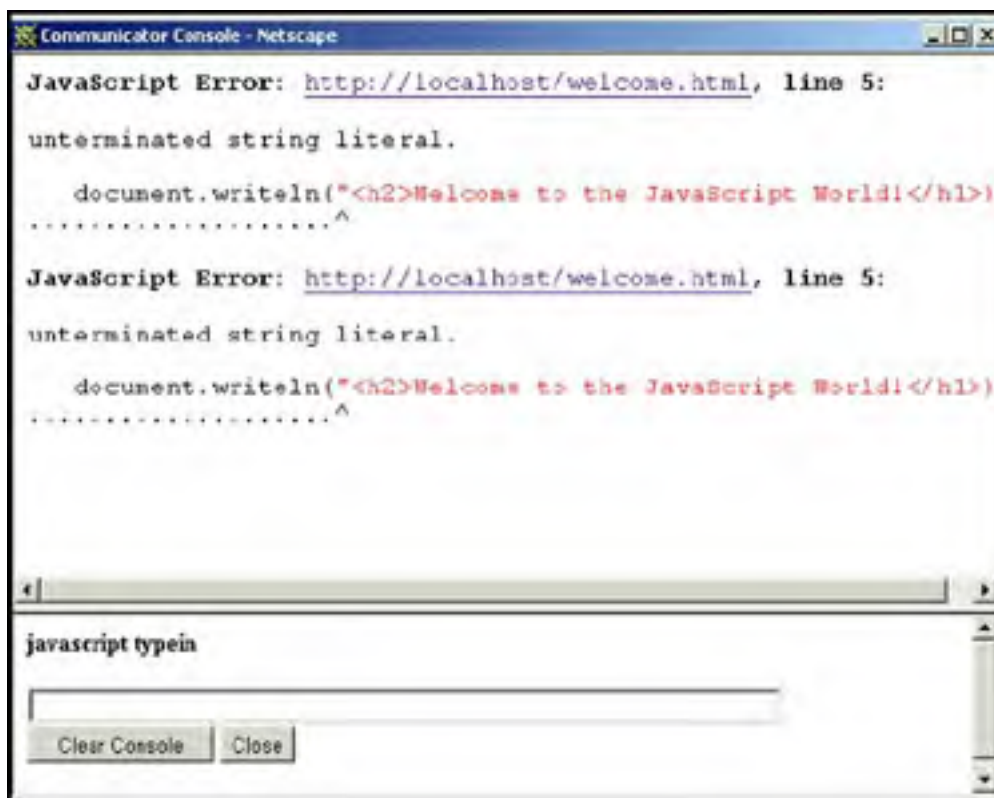 Communicator Console - Netscape
JavaScript Error: http://localhost/welcome.html, line 5:
unterminated string literal.
document.writeln("<h2>Welcome to the JavaScript World!</h1>)
....................^
JavaScript Error: http://localhost/welcome.html, line 5:
unterminated string literal.
document.writeln("<h2>Welcome to the JavaScript World!</h1>)
....................^
javascript typein
Clear Console Close